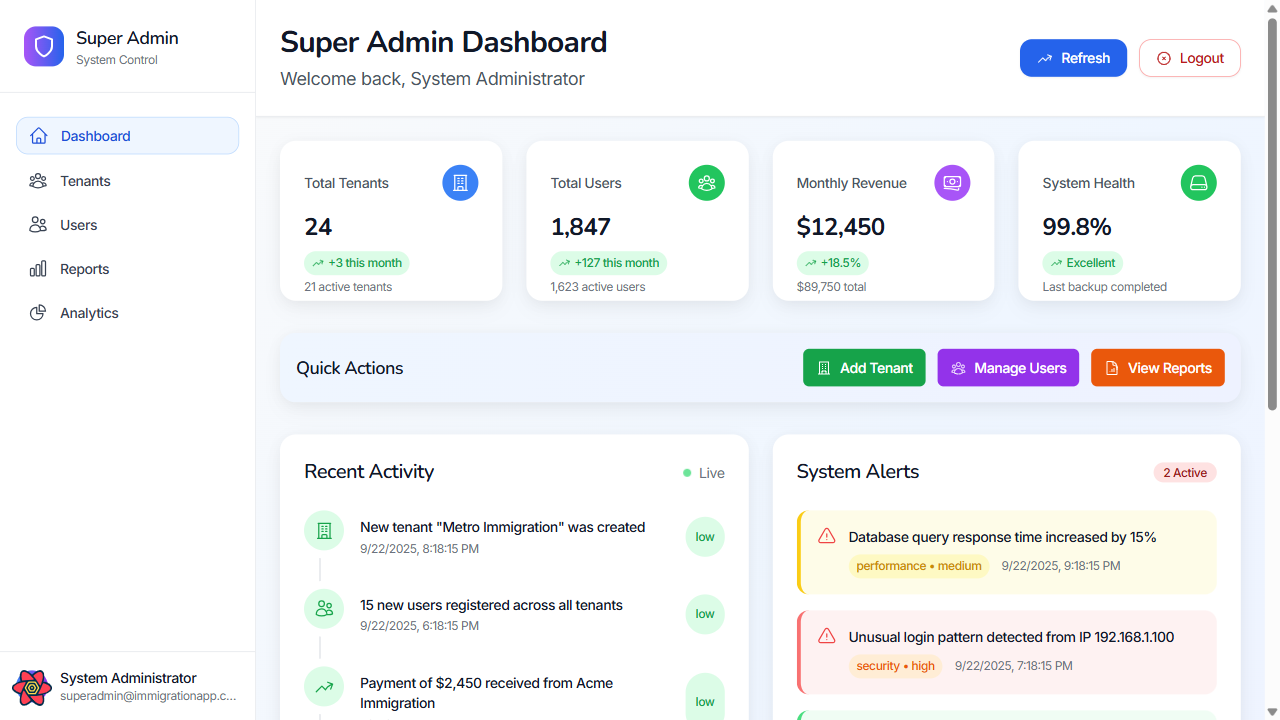 Super Admin
System Control
Dashboard
Tenants
Users
Reports
Analytics
System Administrator
superadmin@immigrationapp.c...
Super Admin Dashboard
Welcome back, System Administrator
Refresh
Logout
Total Tenants
24
+3 this month
21 active tenants
Total Users
1,847
+127 this month
1,623 active users
Monthly Revenue
$12,450
+18.5%
$89,750 total
System Health
99.8%
Excellent
Last backup completed
Quick Actions
Add Tenant
Manage Users
View Reports
Recent Activity
Live
New tenant "Metro Immigration" was created
9/22/2025, 8:18:15 PM
low
15 new users registered across all tenants
9/22/2025, 6:18:15 PM
low
Payment of $2,450 received from Acme
Immigration
low
System Alerts
2 Active
Database query response time increased by 15%
performance • medium
9/22/2025, 9:18:15 PM
Unusual login pattern detected from IP 192.168.1.100
security • high
9/22/2025, 7:18:15 PM